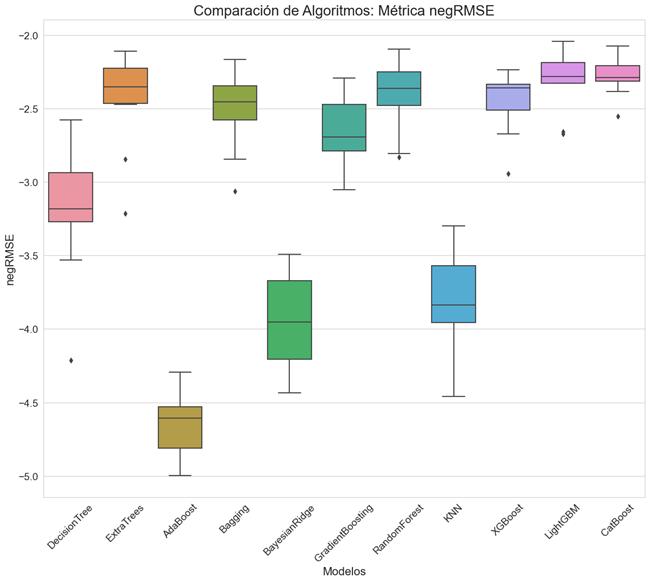 Comparación de Algoritmos: Métrica negRMSE
−2.0
−2.5
−3.0
−3.5
−4.0
−4.5
−5.0
negRMSE
DecisionTree
ExtraTrees
AdaBoost
Bagging
BayesianRidge
GradientBoosting
RandomForest
KNN
XGBoost
LightGBM
CatBoost
Modelos